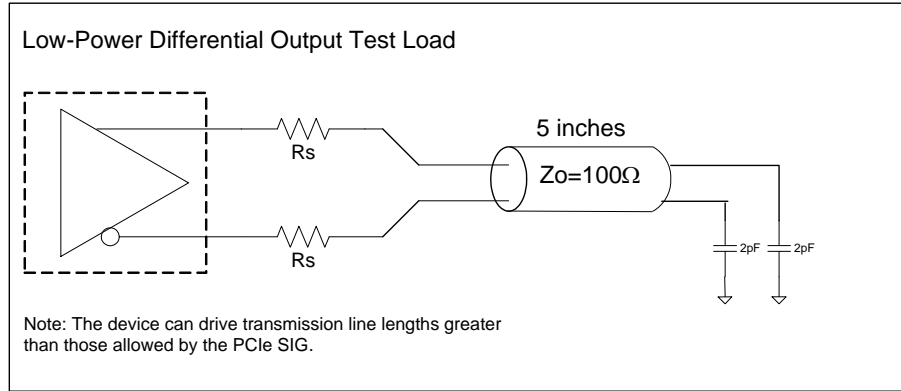 Low-Power Differential Output Test Load
Rs
5 inches
Zo=100Ω
Rs
2pF
2pF
Note: The device can drive transmission line lengths greater
than those allowed by the PCIe SIG.